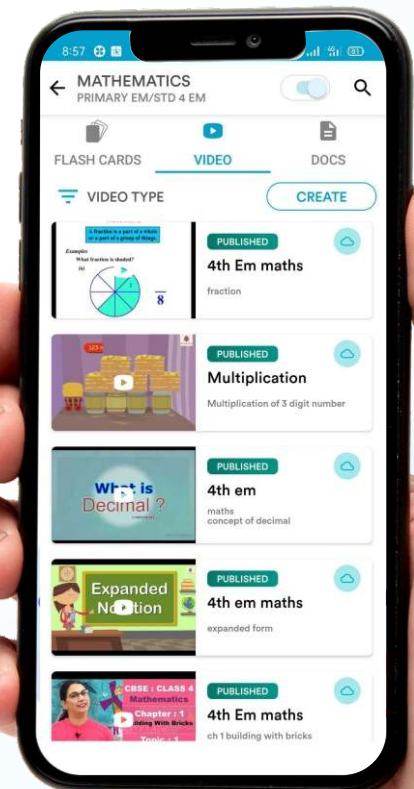 8:57
81
MATHEMATICS
PRIMARY EM/STD 4 EM
FLASH CARDS
VIDEO
DOCS
VIDEO TYPE
CREATE
A fraction is a part of a whole
or a part of a group of things.
Examples
What fraction is shaded?
8
PUBLISHED
4th Em maths
fraction
123 ×
PUBLISHED
Multiplication
Multiplication of 3 digit number
What is
Decimal ?
PUBLISHED
4th em
maths
concept of decimal
Expanded
Notation
PUBLISHED
4th em maths
expanded form
CBSE : CLASS 4
Mathematics
Chapter : 1
Building With Bricks
Topic : 1
PUBLISHED
4th Em maths
ch 1 building with bricks